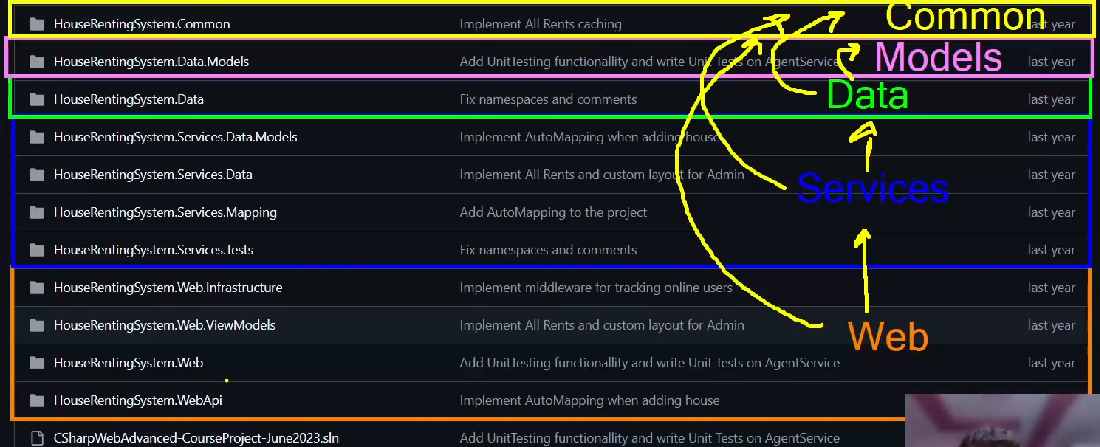 HouseRentingSystem.Common Implement All Rents caching Common last year
HouseRentingSystem.Data.Models Add UnitTesting functionallity and write Unit Tests on AgentService Models last year
HouseRentingSystem.Data Fix namespaces and comments Data last year
HouseRentingSystem.Services.Data.Models Implement AutoMapping when adding house last year
HouseRentingSystem.Services.Data Implement All Rents and custom layout for Admin last year
Services
HouseRentingSystem.Services.Mapping Add AutoMapping to the project last year
HouseRentingSystem.Services.Tests Fix namespaces and comments last year
HouseRentingSystem.Web.Infrastructure Implement middleware for tracking online users last year
HouseRentingSystem.Web.ViewModels Implement All Rents and custom layout for Admin last year
Web
HouseRentingSystem.Web Add UnitTesting functionallity and write Unit Tests on AgentService last year
HouseRentingSystem.WebApi Implement AutoMapping when adding house
CSharpWebAdvanced-CourseProject-June2023.sln Add UnitTesting functionallity and write Unit Tests on AgentService